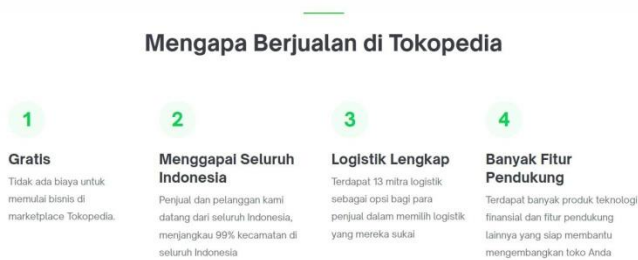 Mengapa Berjualan di Tokopedia
1
Gratis
Tidak ada biaya untuk
memulai bisnis di
marketplace Tokopedia.
2
Menggapai Seluruh
Indonesia
Penjual dan pelanggan kami
datang dari seluruh Indonesia,
menjangkau 99% kecamatan di
seluruh Indonesia
3
Logistik Lengkap
Terdapat 13 mitra logistik
sebagai opsi bagi para
penjual dalam memilih logistik
yang mereka sukai
4
Banyak Fitur
Pendukung
Terdapat banyak produk teknologi
finansial dan fitur pendukung
lainnya yang siap membantu
mengembangkan toko Anda